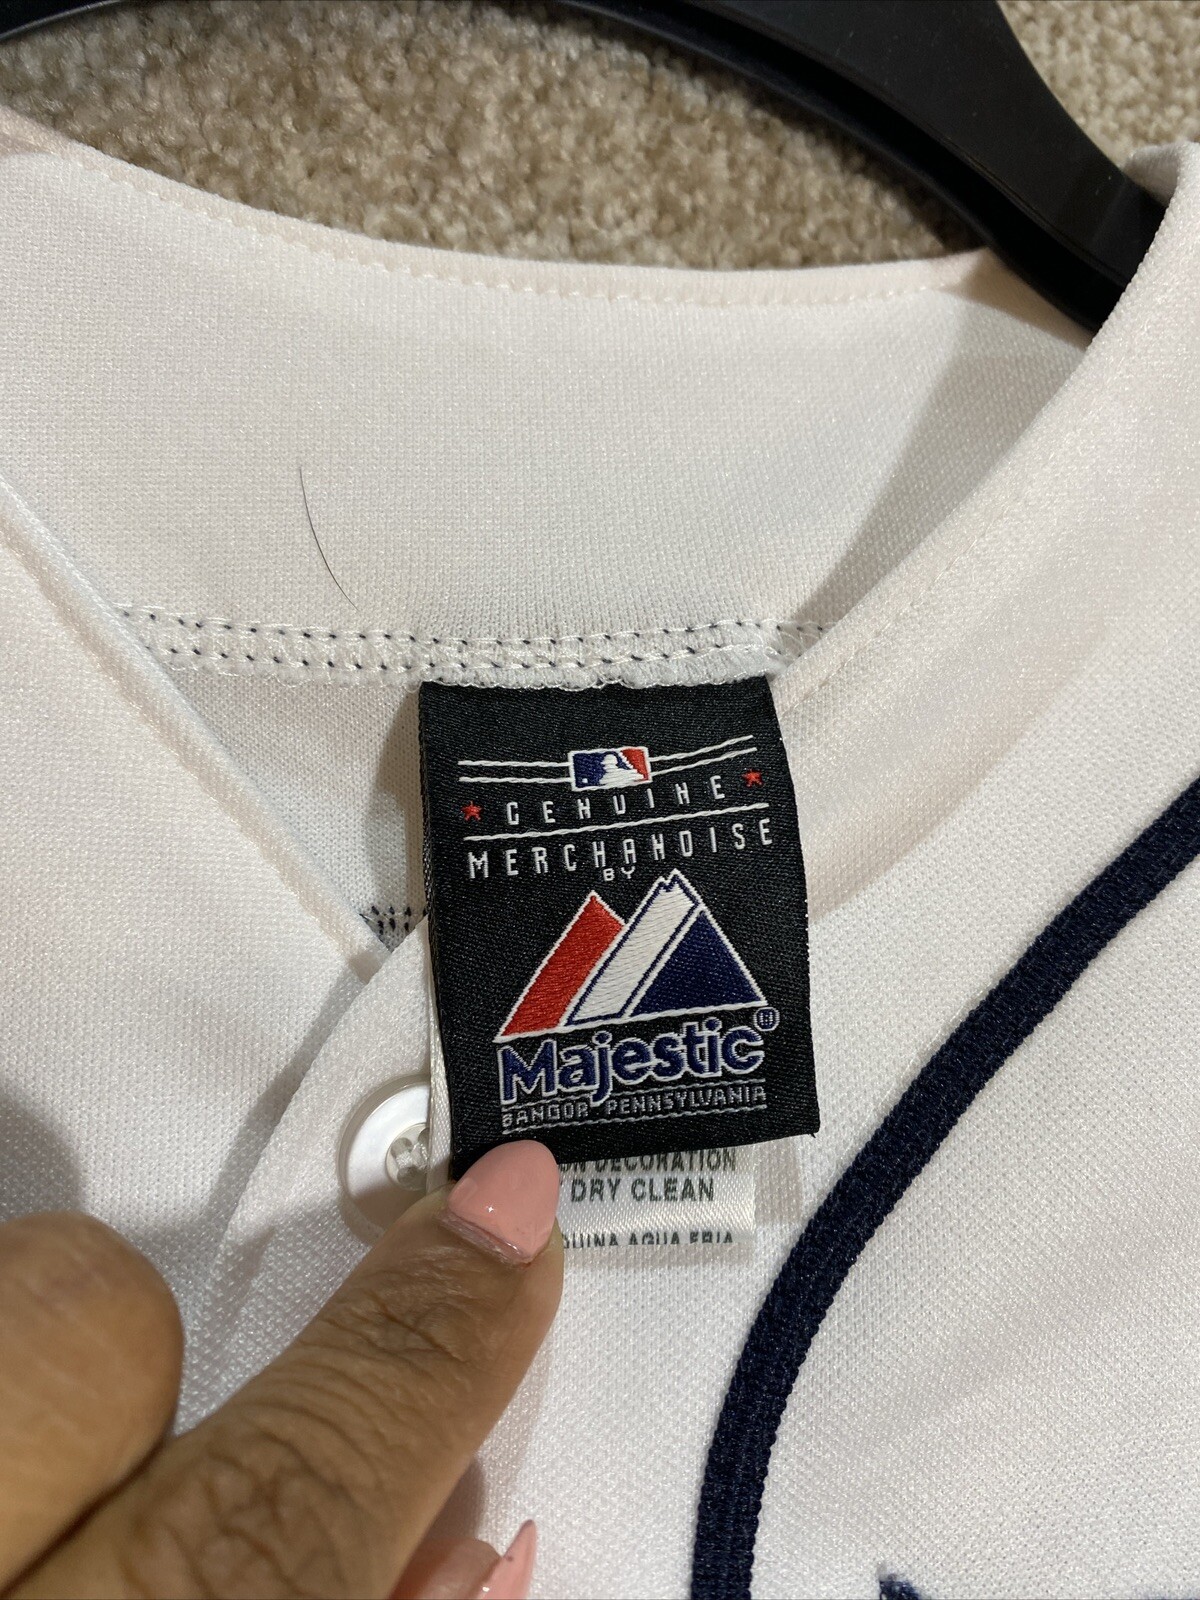 GENUINE
MERCHANDISE
BY
Majestic®
BANGOR PENNSYLVANIA
DECORATION
DRY CLEAN
AGUA FRIA